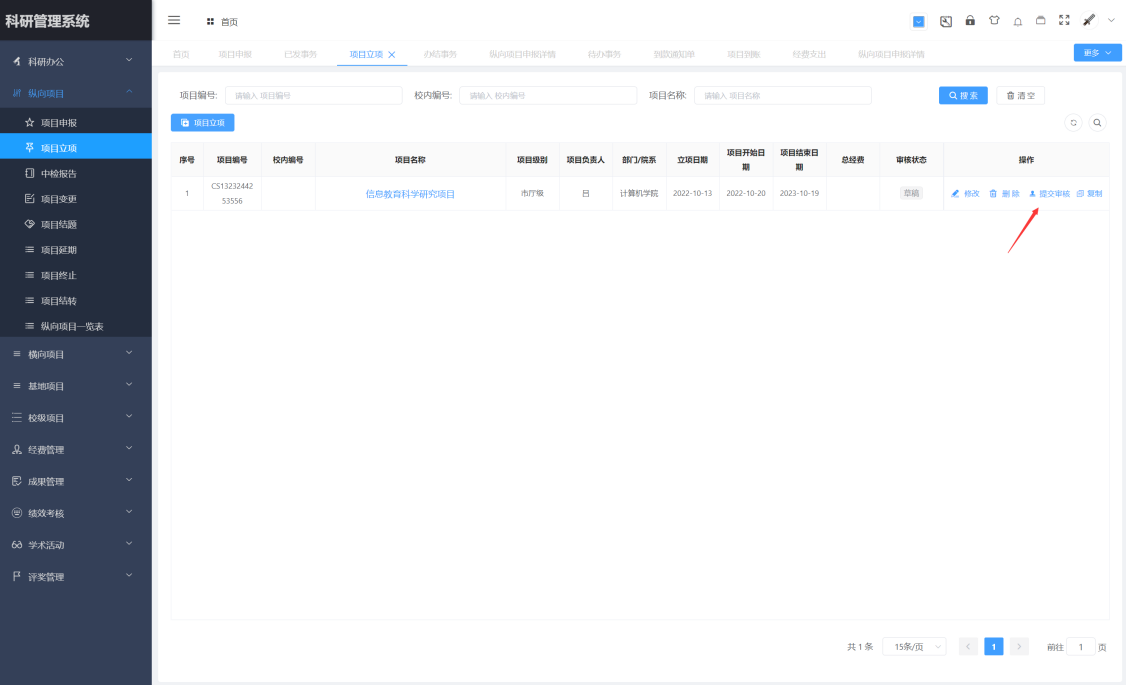 科研管理系统
首页
科研办公
纵向项目
项目申报
项目立项
中检报告
项目变更
项目结题
项目延期
项目终止
项目结转
纵向项目一览表
横向项目
基地项目
校级项目
经费管理
成果管理
绩效考核
学术活动
评奖管理
首页 项目申报 已发事务 项目立项 办结事务 纵向项目申报详情 待办事务 到款通知单 项目到账 经费支出 纵向项目申报详情 更多
项目编号: 请输入 项目编号 校内编号: 请输入 校内编号 项目名称: 请输入 项目名称 搜 索 清 空
项目立项
序号 项目编号 校内编号 项目名称 项目级别 项目负责人 部门/院系 立项日期 项目开始日期 项目结束日期 总经费 审核状态 操作
1 CS1323244253556 信息教育科学研究项目 市厅级 吕 计算机学院 2022-10-13 2022-10-20 2023-10-19 草稿 修改 删 除 提交审核 复制
共 1 条 15条/页 1 前往 1 页